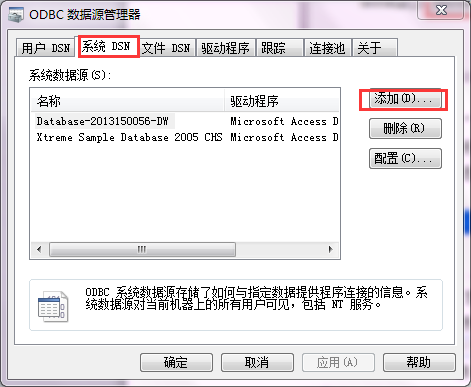 ODBC 数据源管理器
用户 DSN 系统 DSN 文件 DSN 驱动程序 跟踪 连接池 关于
系统数据源(S):
名称 驱动程序
Database-2013150056-DW Microsoft Access D
Xtreme Sample Database 2005 CHS Microsoft Access D
添加(D)...
删除(R)
配置(C)...
ODBC 系统数据源存储了如何与指定数据提供程序连接的信息。系
统数据源对当前机器上的所有用户可见,包括 NT 服务。
确定 取消 应用(A) 帮助